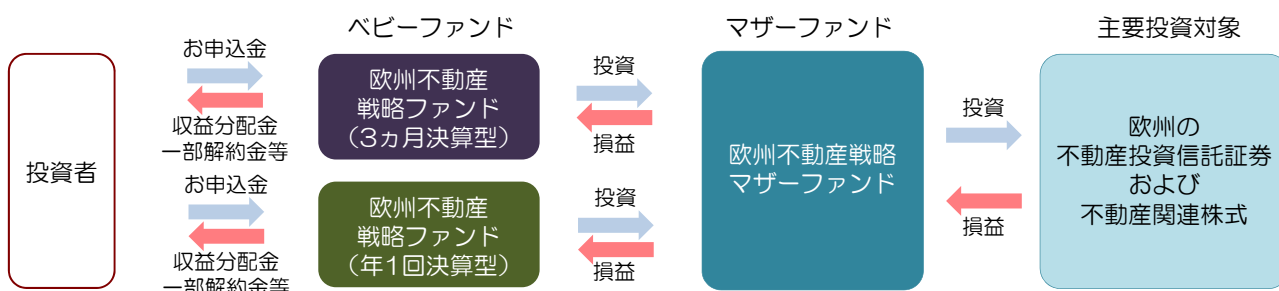 ベビーファンド
マザーファンド
主要投資対象
投資者
お申込金
収益分配金
一部解約金等
欧州不動産
戦略ファンド
（3ヵ月決算型）
投資
損益
お申込金
収益分配金
一部解約金等
欧州不動産
戦略ファンド
（年1回決算型）
投資
損益
欧州不動産戦略
マザーファンド
投資
損益
欧州の
不動産投資信託証券
および
不動産関連株式